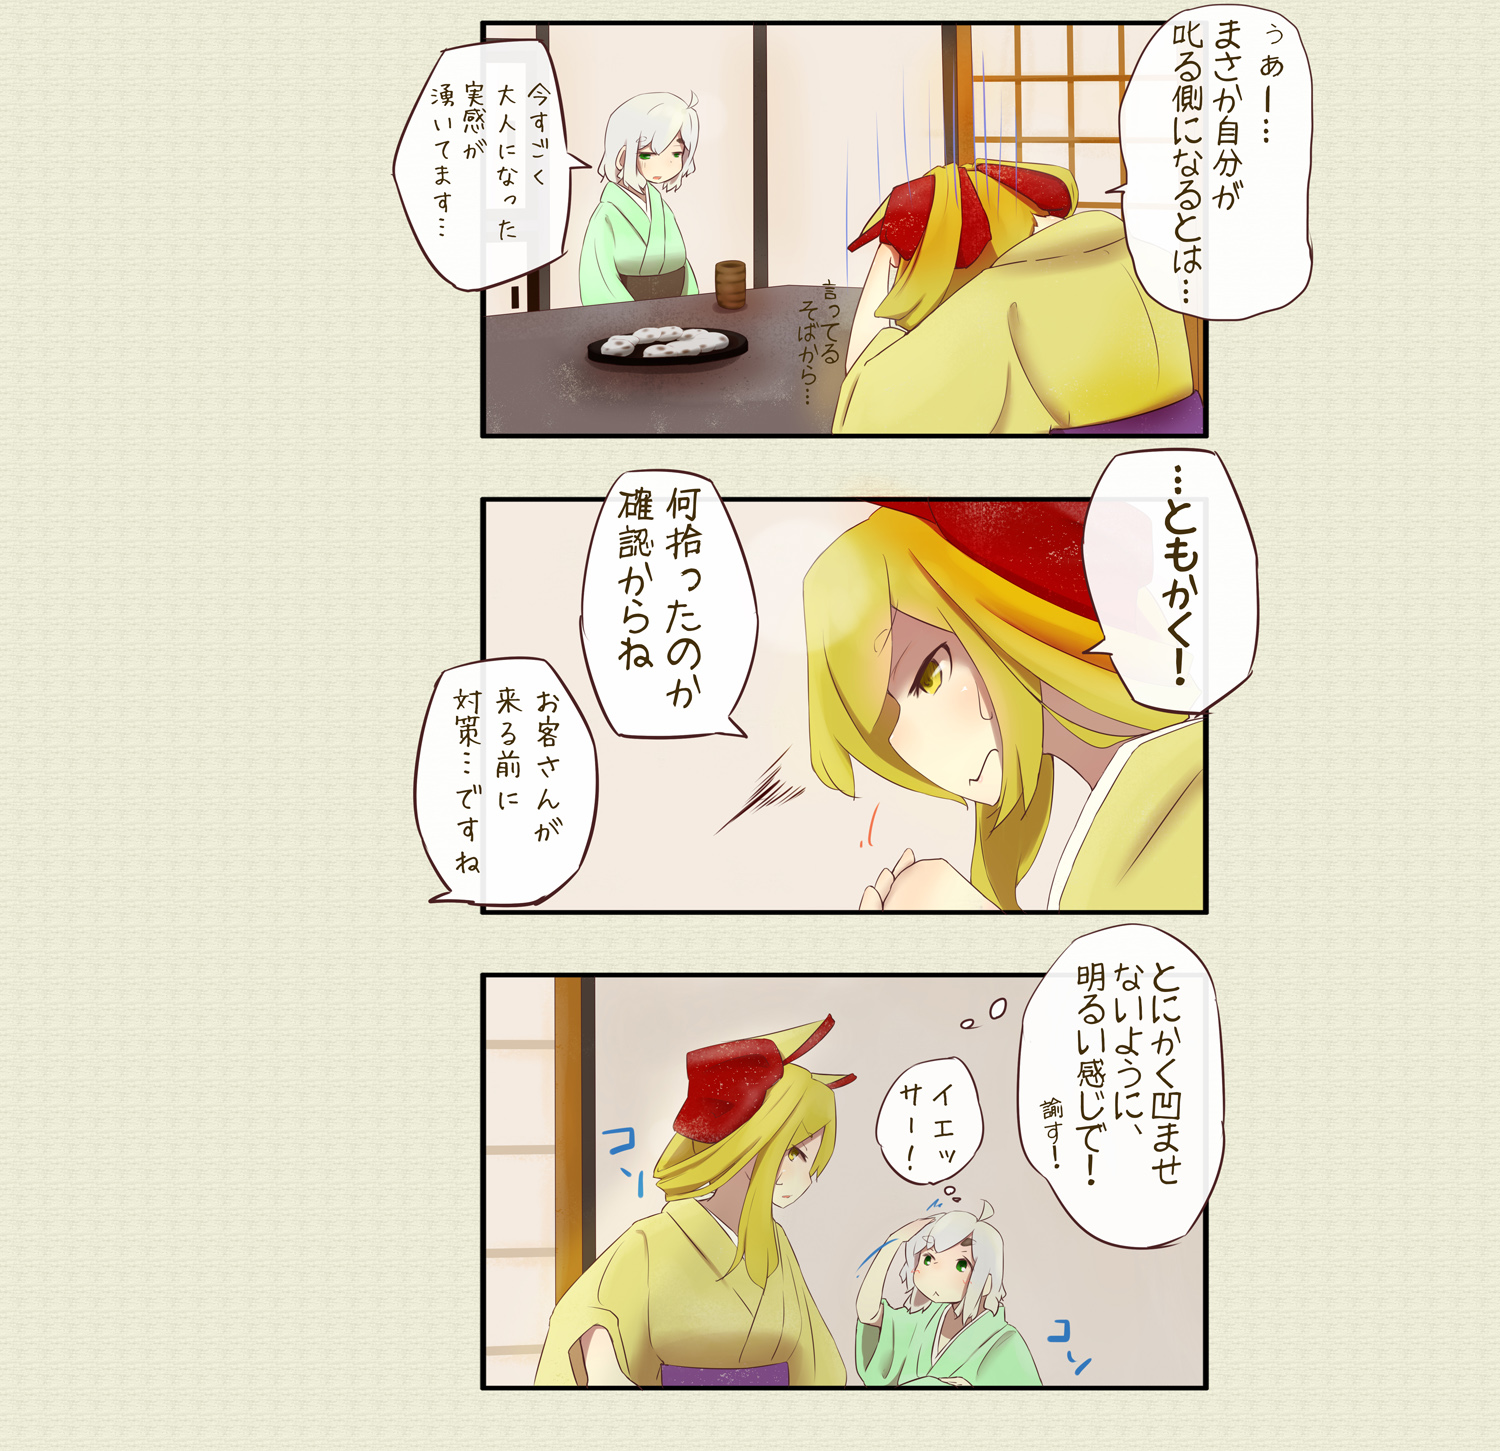 うあー…
まさか自分が
叱る側になるとは…
言ってる
そばから…
今すごく
大人になった
実感が
湧いてます…
…ともかく！
何拾ったのか
確認からね
お客さんが
来る前に
対策…ですね
とにかく凹ませ
ないように、
明るい感じで！
諭す！
イエッ
サー！
コソ
コソ